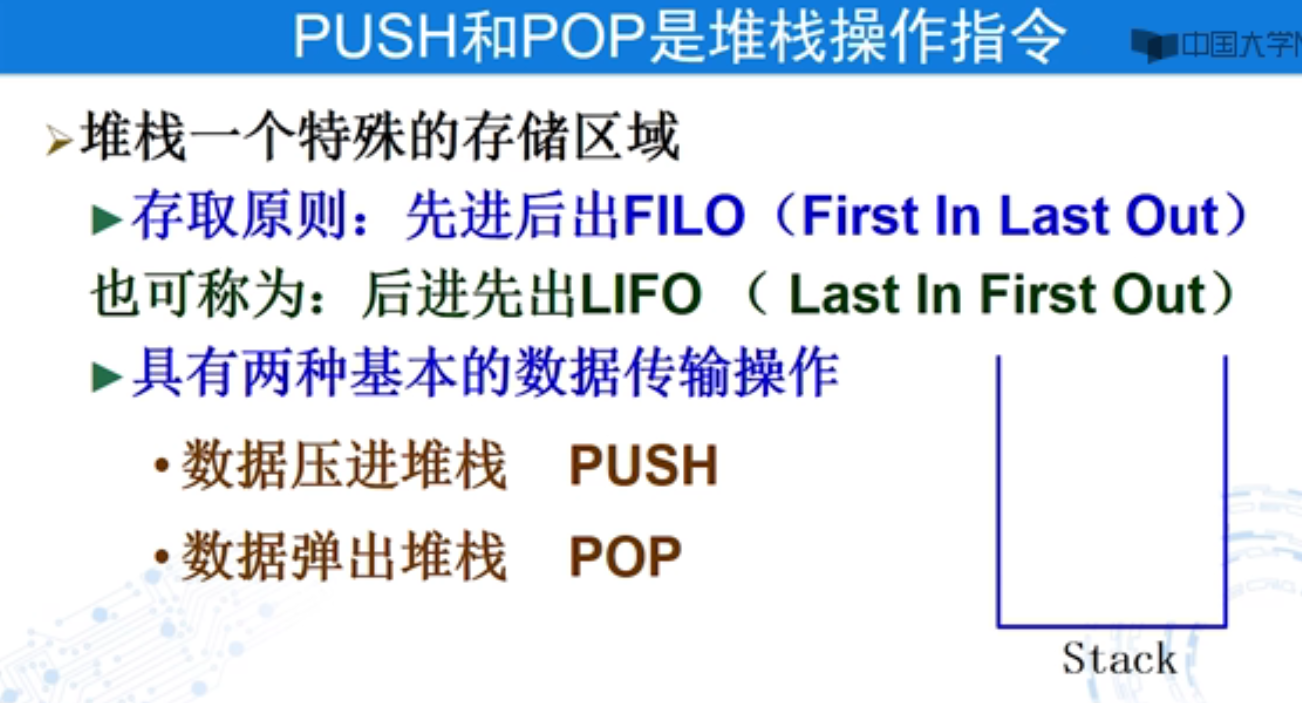 PUSH和POP是堆栈操作指令
中国大学
堆栈一个特殊的存储区域
存取原则：先进后出FILO（First In Last Out）
也可称为：后进先出LIFO （ Last In First Out）
具有两种基本的数据传输操作
•数据压进堆栈 PUSH
•数据弹出堆栈 POP
Stack